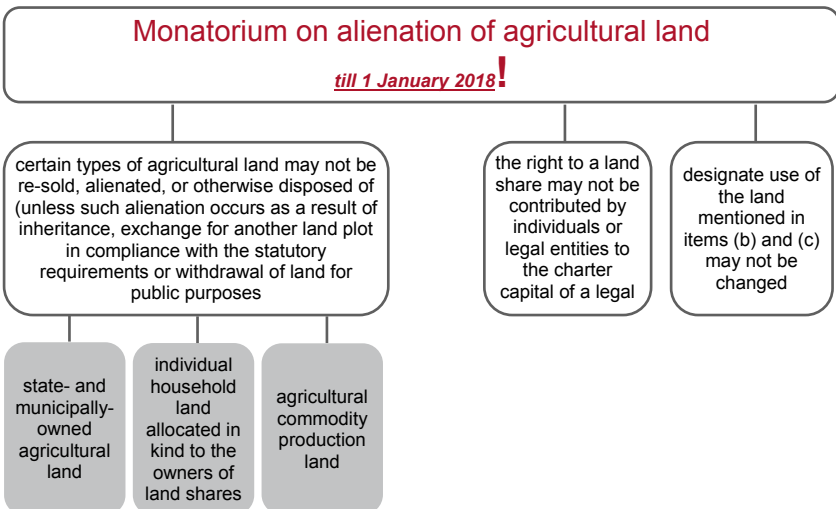 Monatorium on alienation of agricultural land
till 1 January 2018!
certain types of agricultural land may not be
re-sold, alienated, or otherwise disposed of
(unless such alienation occurs as a result of
inheritance, exchange for another land plot
in compliance with the statutory
requirements or withdrawal of land for
public purposes
the right to a land
share may not be
contributed by
individuals or
legal entities to
the charter
capital of a legal
designate use of
the land
mentioned in
items (b) and (c)
may not be
changed
state- and
municipally-
owned
agricultural
land
individual
household
land
allocated in
kind to the
owners of
land shares
agricultural
commodity
production
land